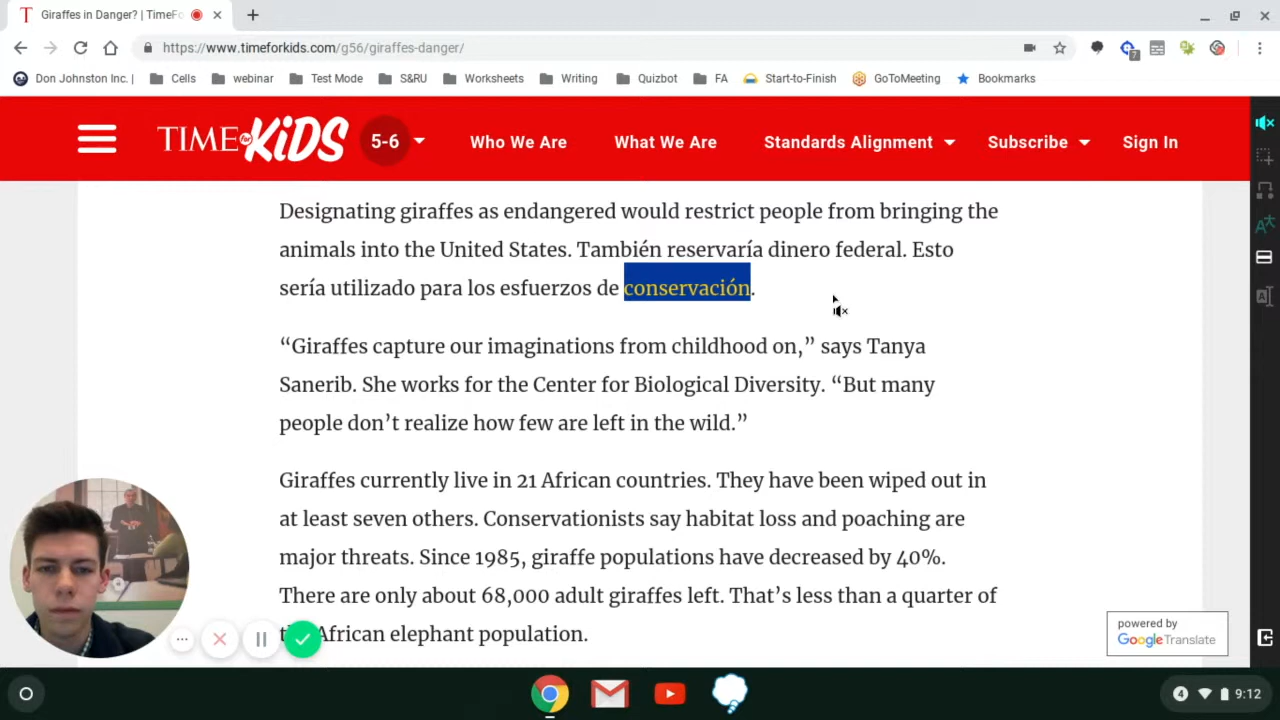 Giraffes in Danger? | TimeFo
https://www.timeforkids.com/g56/giraffes-danger/
7
Don Johnston Inc. | Cells webinar Test Mode S&RU Worksheets Writing Quizbot FA Start-to-Finish GoToMeeting Bookmarks
TIME for KiDS 5-6 Who We Are What We Are Standards Alignment Subscribe Sign In
Designating giraffes as endangered would restrict people from bringing the
animals into the United States. También reservaría dinero federal. Esto
sería utilizado para los esfuerzos de conservación.
“Giraffes capture our imaginations from childhood on,” says Tanya
Sanerib. She works for the Center for Biological Diversity. “But many
people don’t realize how few are left in the wild.”
Giraffes currently live in 21 African countries. They have been wiped out in
at least seven others. Conservationists say habitat loss and poaching are
major threats. Since 1985, giraffe populations have decreased by 40%.
There are only about 68,000 adult giraffes left. That’s less than a quarter of
African elephant population.
powered by
Google Translate
4 9:12